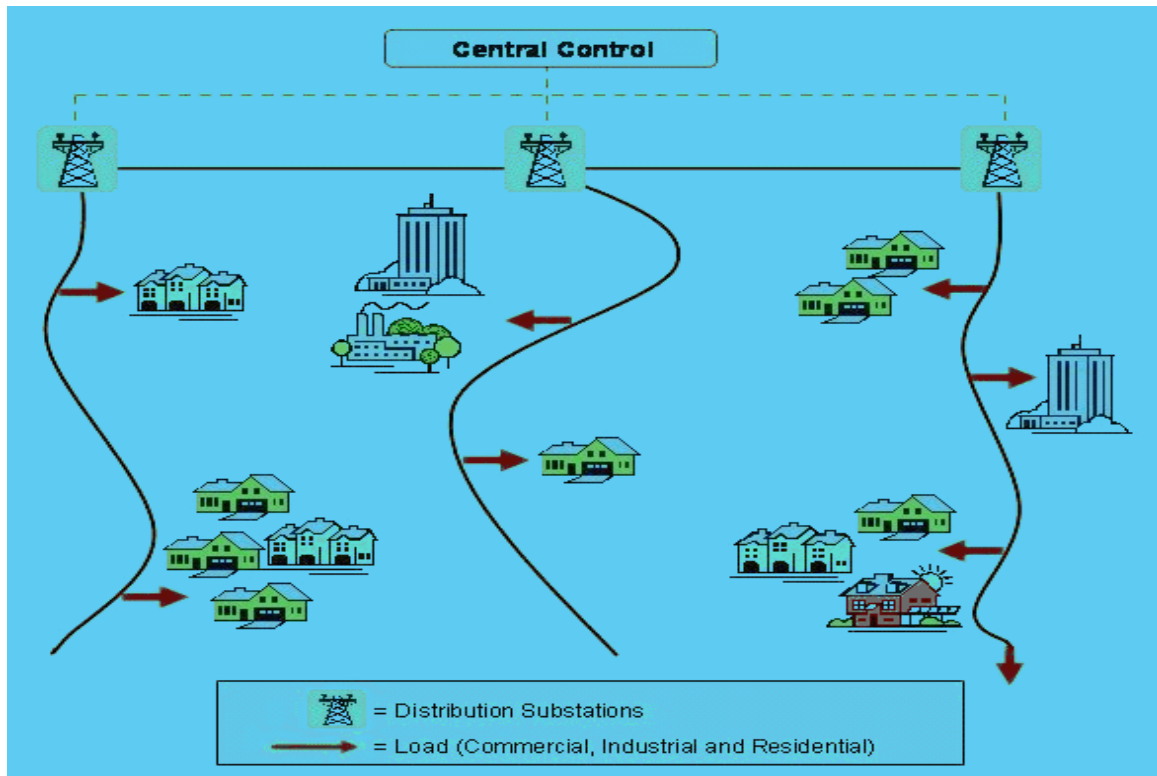 Central Control
= Distribution Substations
= Load (Commercial, Industrial and Residential)